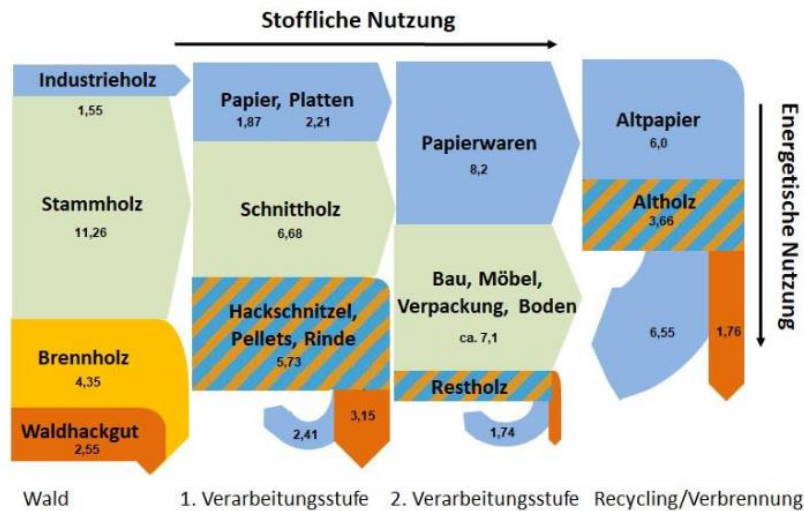 Stoffliche Nutzung
Industrieholz
1,55
Stammholz
11,26
Brennholz
4,35
Waldhackgut
2,55
Papier, Platten
1,87 2,21
Schnittholz
6,68
Hackschnitzel,
Pellets, Rinde
5,73
2,41
3,15
Papierwaren
8,2
Bau, Möbel,
Verpackung, Boden
ca. 7,1
Restholz
1,74
Altpapier
6,0
Altholz
3,66
6,55
1,76
Energetische Nutzung
Wald
1. Verarbeitungsstufe
2. Verarbeitungsstufe
Recycling/Verbrennung